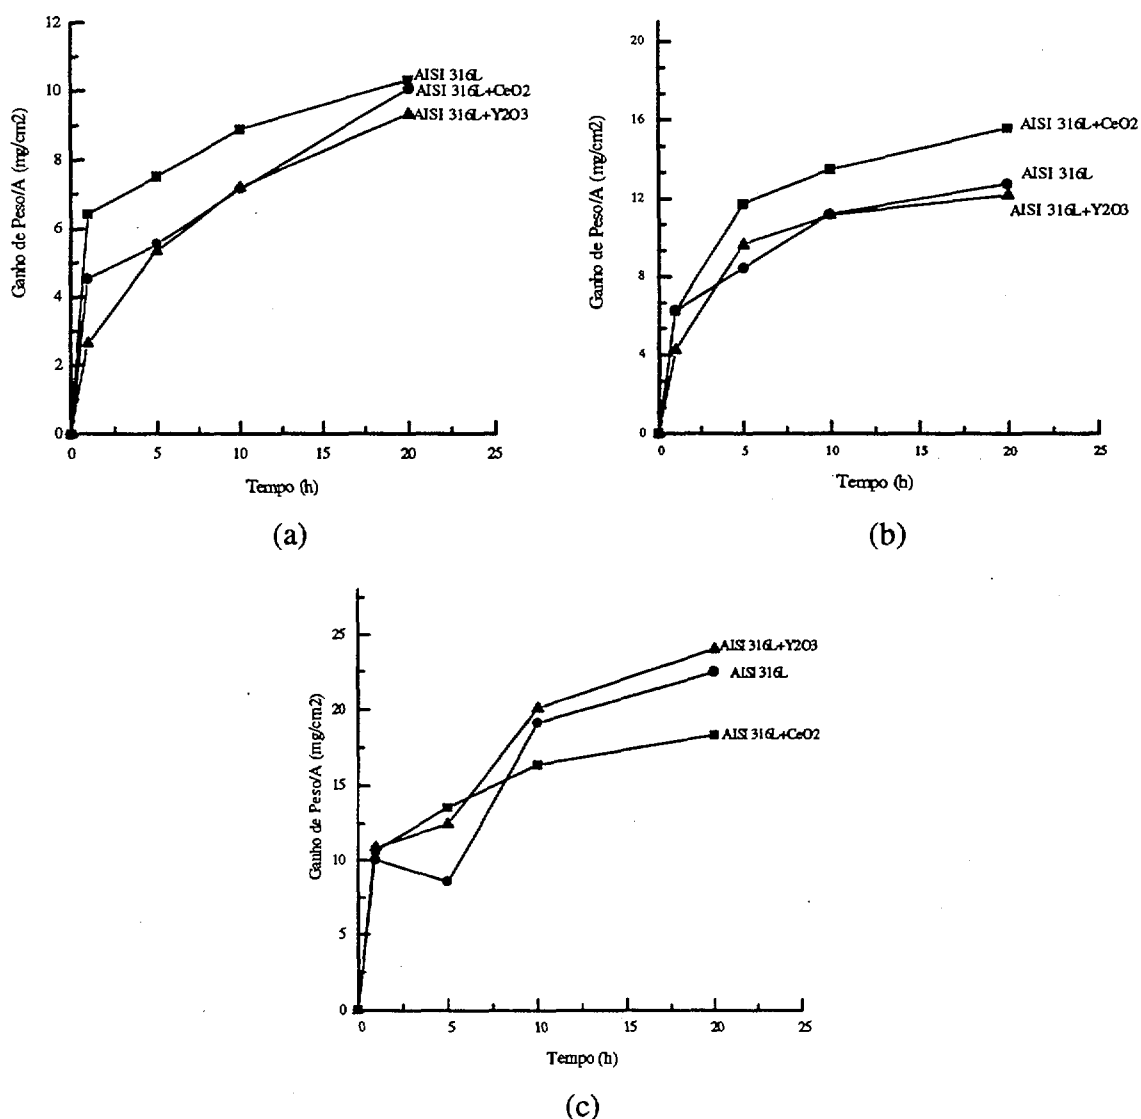 12
10
8
6
4
2
0
Ganho de Peso/A (mg/cm2)
AISI 316L
AISI 316L+CeO2
AISI 316L+Y2O3
0 5 10 15 20 25
Tempo (h)
(a)
20
16
12
8
4
0
Ganho de Peso/A (mg/cm2)
AISI 316L+CeO2
AISI 316L
AISI 316L+Y2O3
0 5 10 15 20 25
Tempo (h)
(b)
25
20
15
10
5
0
Ganho de Peso/A (mg/cm2)
AISI 316L+Y2O3
AISI 316L
AISI 316L+CeO2
0 5 10 15 20 25
Tempo (h)
(c)